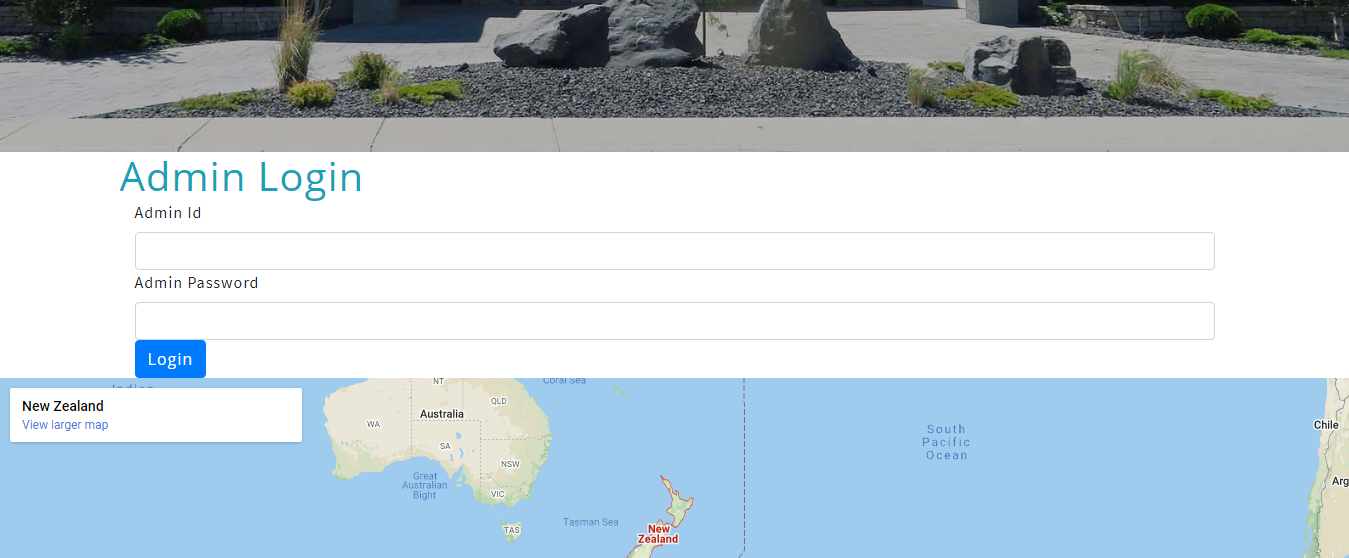 Admin Login
Admin Id
Admin Password
Login
New Zealand
View larger map
NT
Coral Sea
QLD
Australia
WA
SA
NSW
Great
Australian
Bight
VIC
TAS
Tasman Sea
New
Zealand
South
Pacific
Ocean
Chile